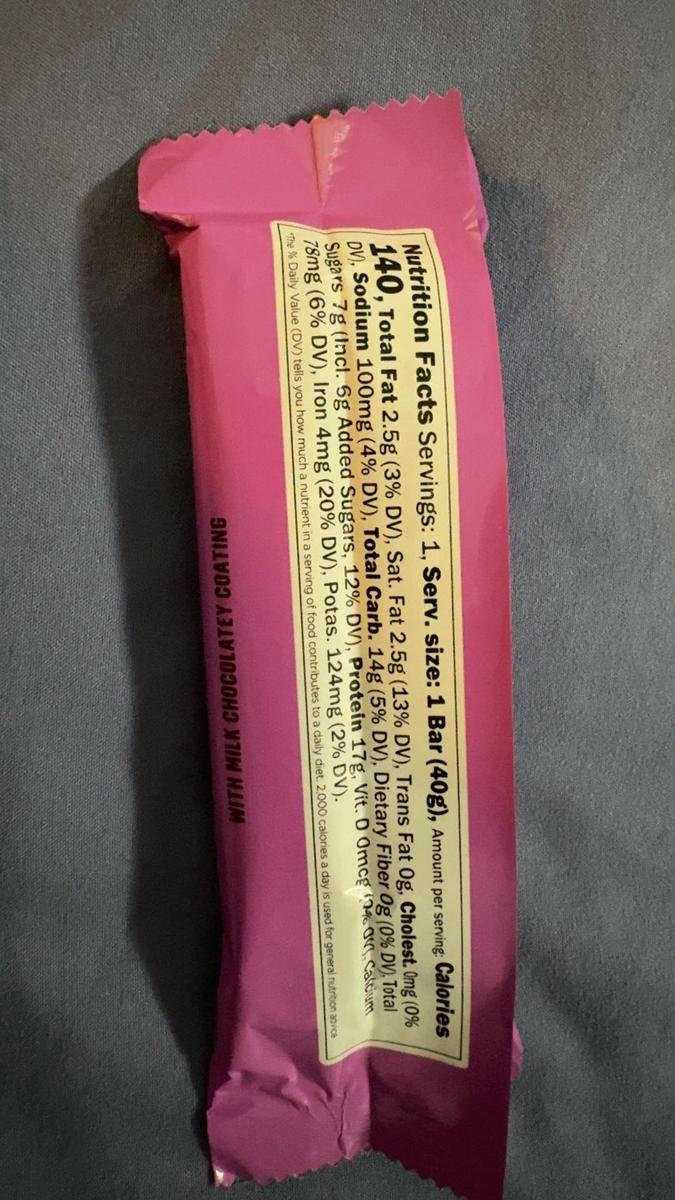 Nutrition Facts Servings: 1, Serv. size: 1 Bar (40g), Amount per serving: Calories
140, Total Fat 2.5g (3% DV), Sat. Fat 2.5g (13% DV), Trans Fat 0g, Cholest. 0mg (0%
DV), Sodium 100mg (4% DV), Total Carb. 14g (5% DV), Dietary Fiber 0g (0% DV), Total
Sugars 7g (Incl. 6g Added Sugars, 12% DV), Protein 17g, Vit. D 0mcg (0% DV), Calcium
78mg (6% DV), Iron 4mg (20% DV), Potas. 124mg (2% DV).
*The % Daily Value (DV) tells you how much a nutrient in a serving of food contributes to a daily diet. 2,000 calories a day is used for general nutrition advice.
WITH MILK CHOCOLATEY COATING